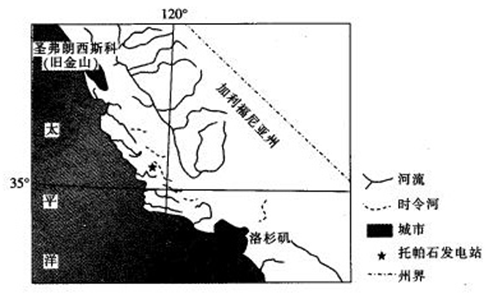 120°
圣弗朗西斯科
(旧金山)
加利福尼亚州
太
平
洋
35°
洛杉矶
河流
时令河
城市
托帕石发电站
州界